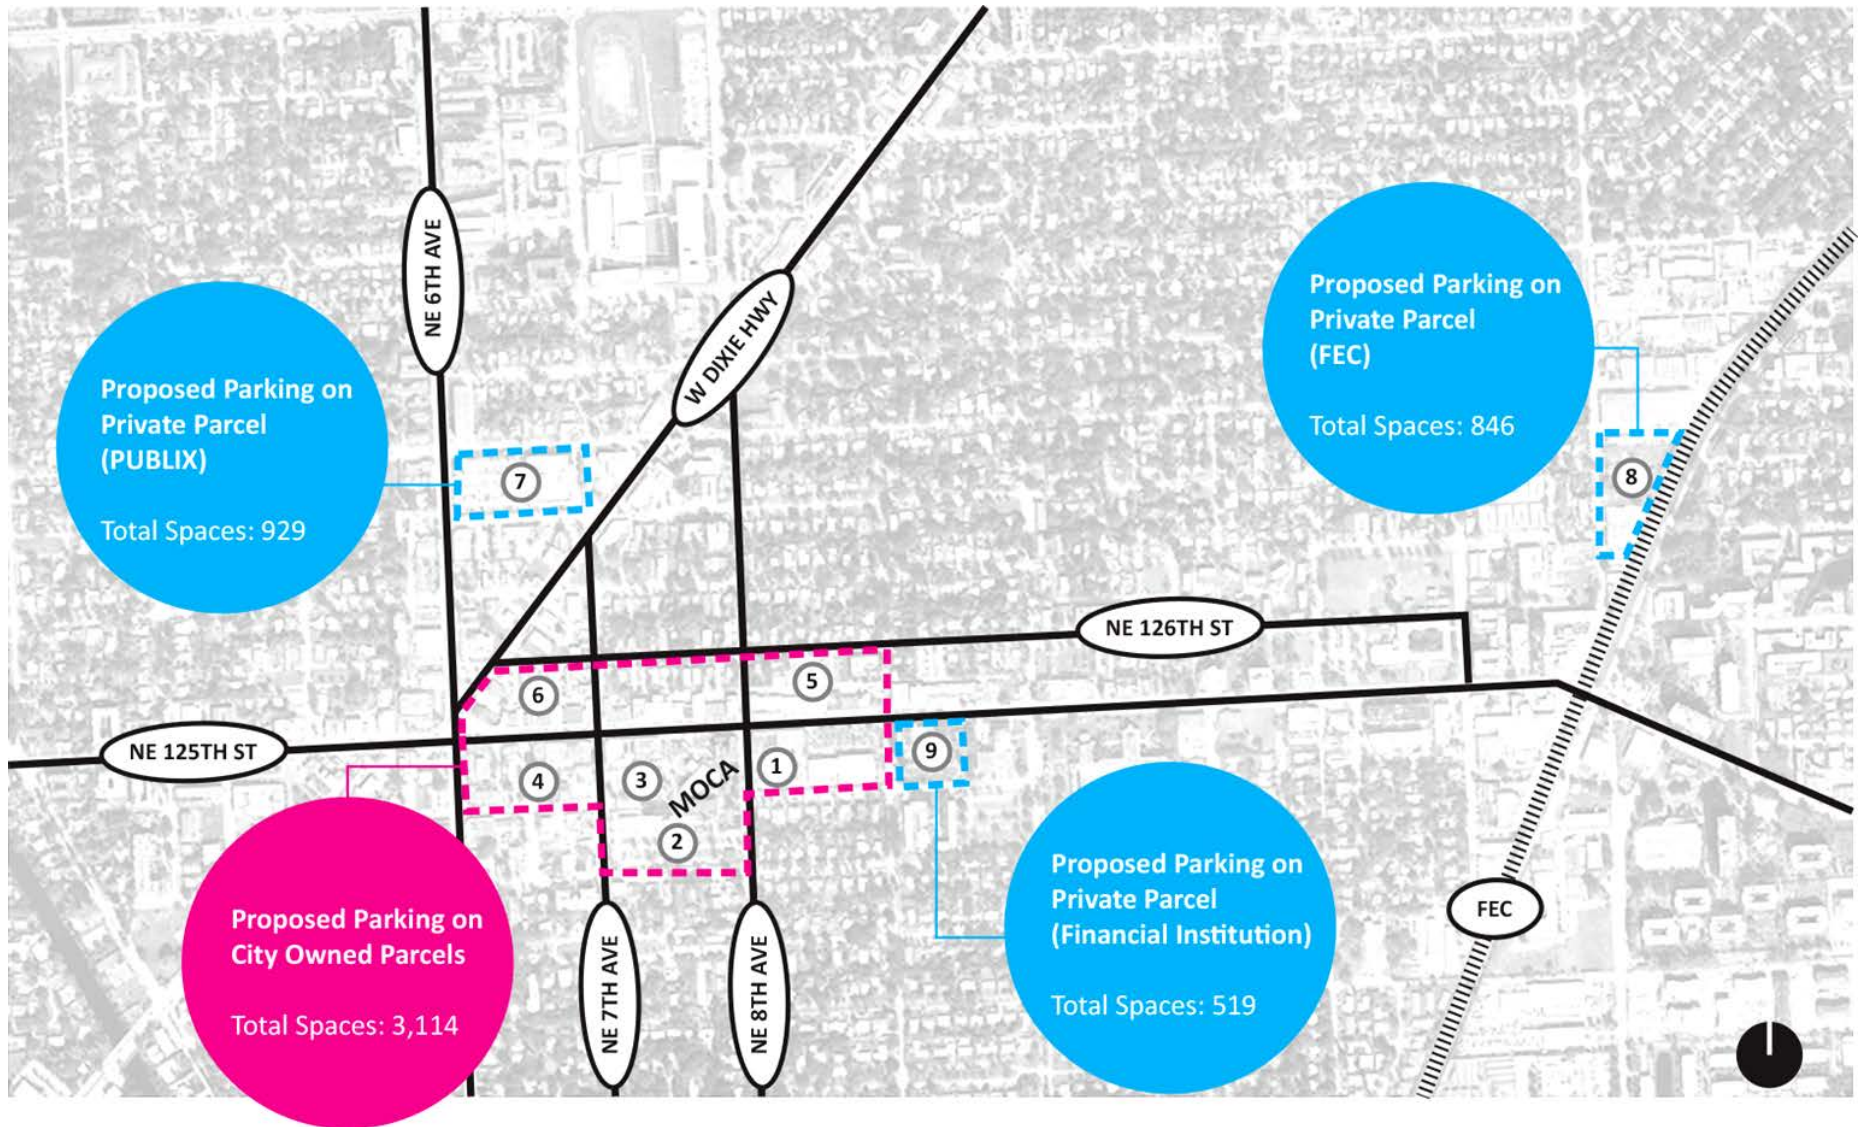 NE 6TH AVE
W DIXIE HWY
Proposed Parking on
Private Parcel
(FEC)
Total Spaces: 846
Proposed Parking on
Private Parcel
(PUBLIX)
Total Spaces: 929
7
8
NE 126TH ST
6
5
NE 125TH ST
4
3
MOCA
1
9
2
Proposed Parking on
City Owned Parcels
Total Spaces: 3,114
NE 7TH AVE
NE 8TH AVE
Proposed Parking on
Private Parcel
(Financial Institution)
Total Spaces: 519
FEC